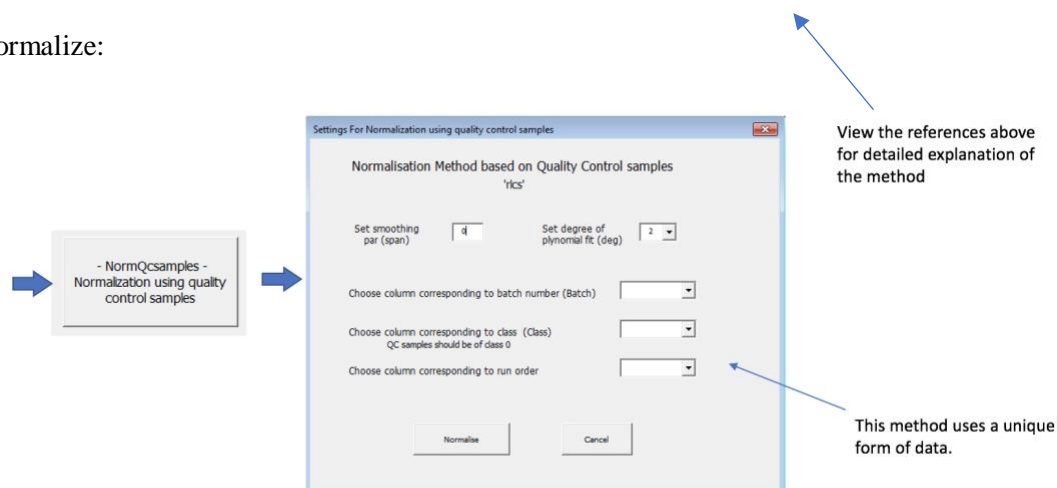 ormalize:
View the references above
for detailed explanation of
the method
- NormQcsamples -
Normalization using quality
control samples
Settings For Normalization using quality control samples
Normalisation Method based on Quality Control samples
'rlcs'
Set smoothing
par (span)
0
Set degree of
plynomial fit (deg)
2
Choose column corresponding to batch number (Batch)
Choose column corresponding to class (Class)
QC samples should be of class 0
Choose column corresponding to run order
Normalise
Cancel
This method uses a unique
form of data.